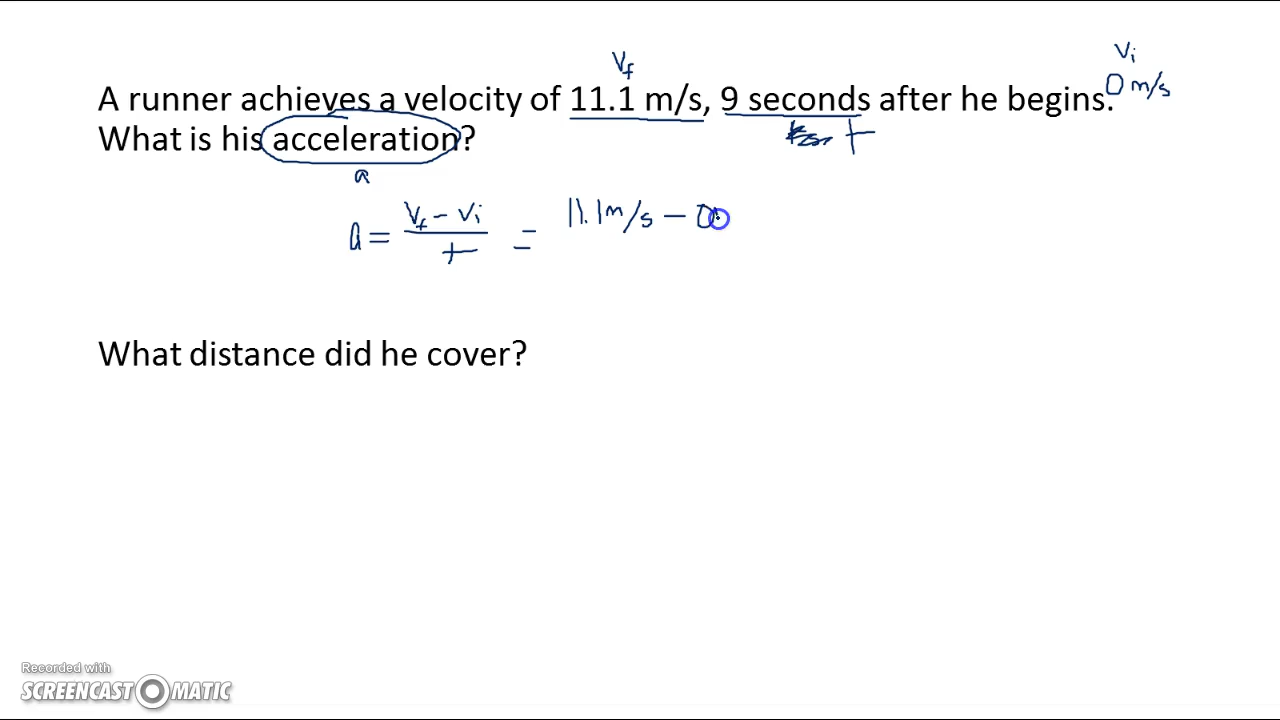 Vf
Vi
0 m/s
A runner achieves a velocity of 11.1 m/s, 9 seconds after he begins.
What is his acceleration?
t
a
a = Vf - Vi / t = 11.1m/s - 0
What distance did he cover?
Recorded with
SCREENCAST O MATIC